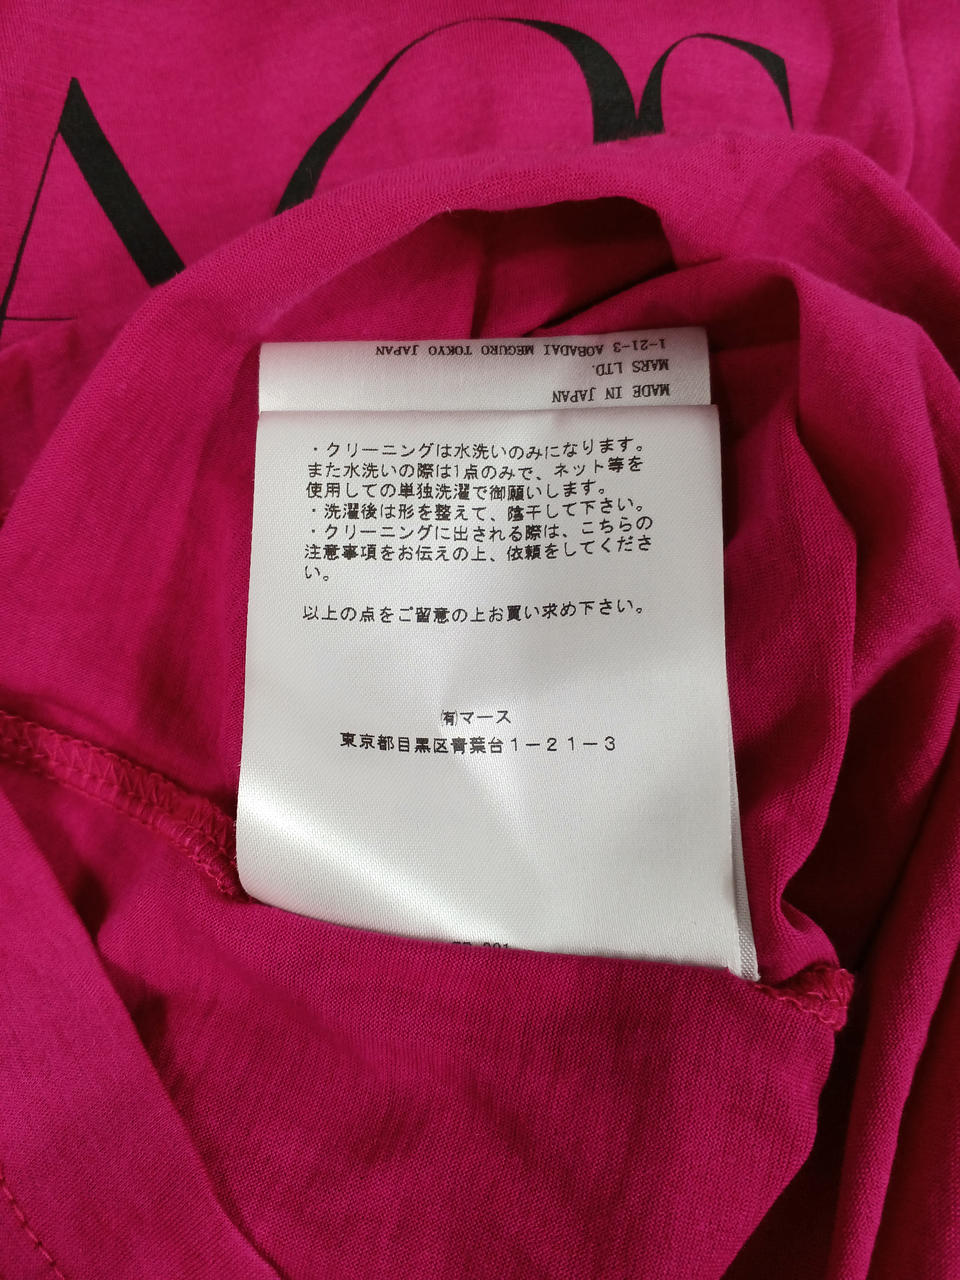 1-21-3 AOBADAI MEGURO TOKYO JAPAN
MARS LTD.
MADE IN JAPAN
・クリーニングは水洗いのみになります。
また水洗いの際は1点のみで、ネット等を
使用しての単独洗濯で御願いします。
・洗濯後は形を整えて、陰干して下さい。
・クリーニングに出される際は、こちらの
注意事項をお伝えの上、依頼をしてくださ
い。
以上の点をご留意の上お買い求め下さい。
㈲マース
東京都目黒区青葉台1－21－3